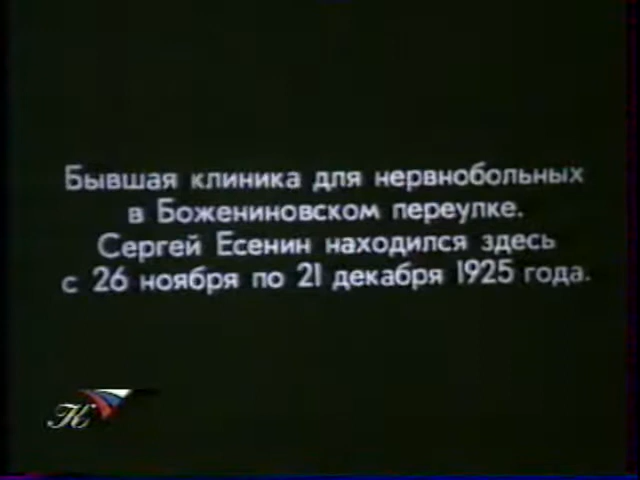 Бывшая клиника для нервнобольных
в Божениновском переулке.
Сергей Есенин находился здесь
с 26 ноября по 21 декабря 1925 года.
К